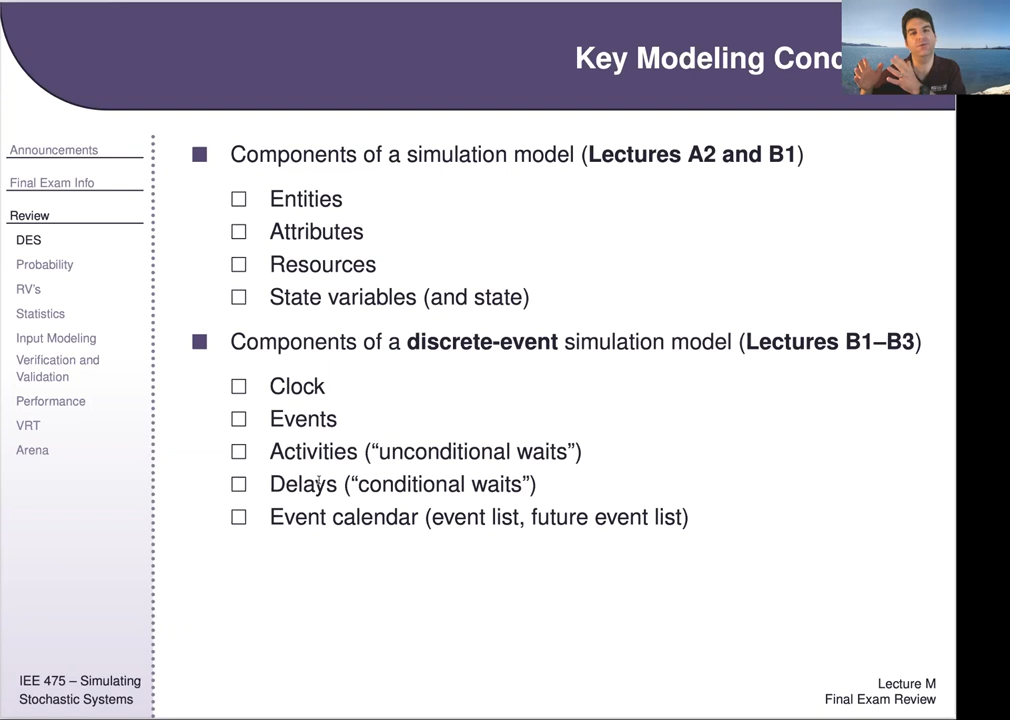 Key Modeling Conc
Announcements
Final Exam Info
Review
DES
Probability
RV's
Statistics
Input Modeling
Verification and
Validation
Performance
VRT
Arena
Components of a simulation model (Lectures A2 and B1)
Entities
Attributes
Resources
State variables (and state)
Components of a discrete-event simulation model (Lectures B1–B3)
Clock
Events
Activities (“unconditional waits”)
Delays (“conditional waits”)
Event calendar (event list, future event list)
IEE 475 – Simulating
Stochastic Systems
Lecture M
Final Exam Review